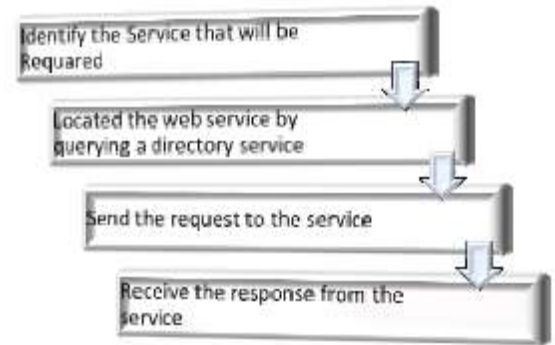 Identify the Service that will be
Requared
Located the web service by
querying a directory service
Send the request to the service
Receive the response from the
service